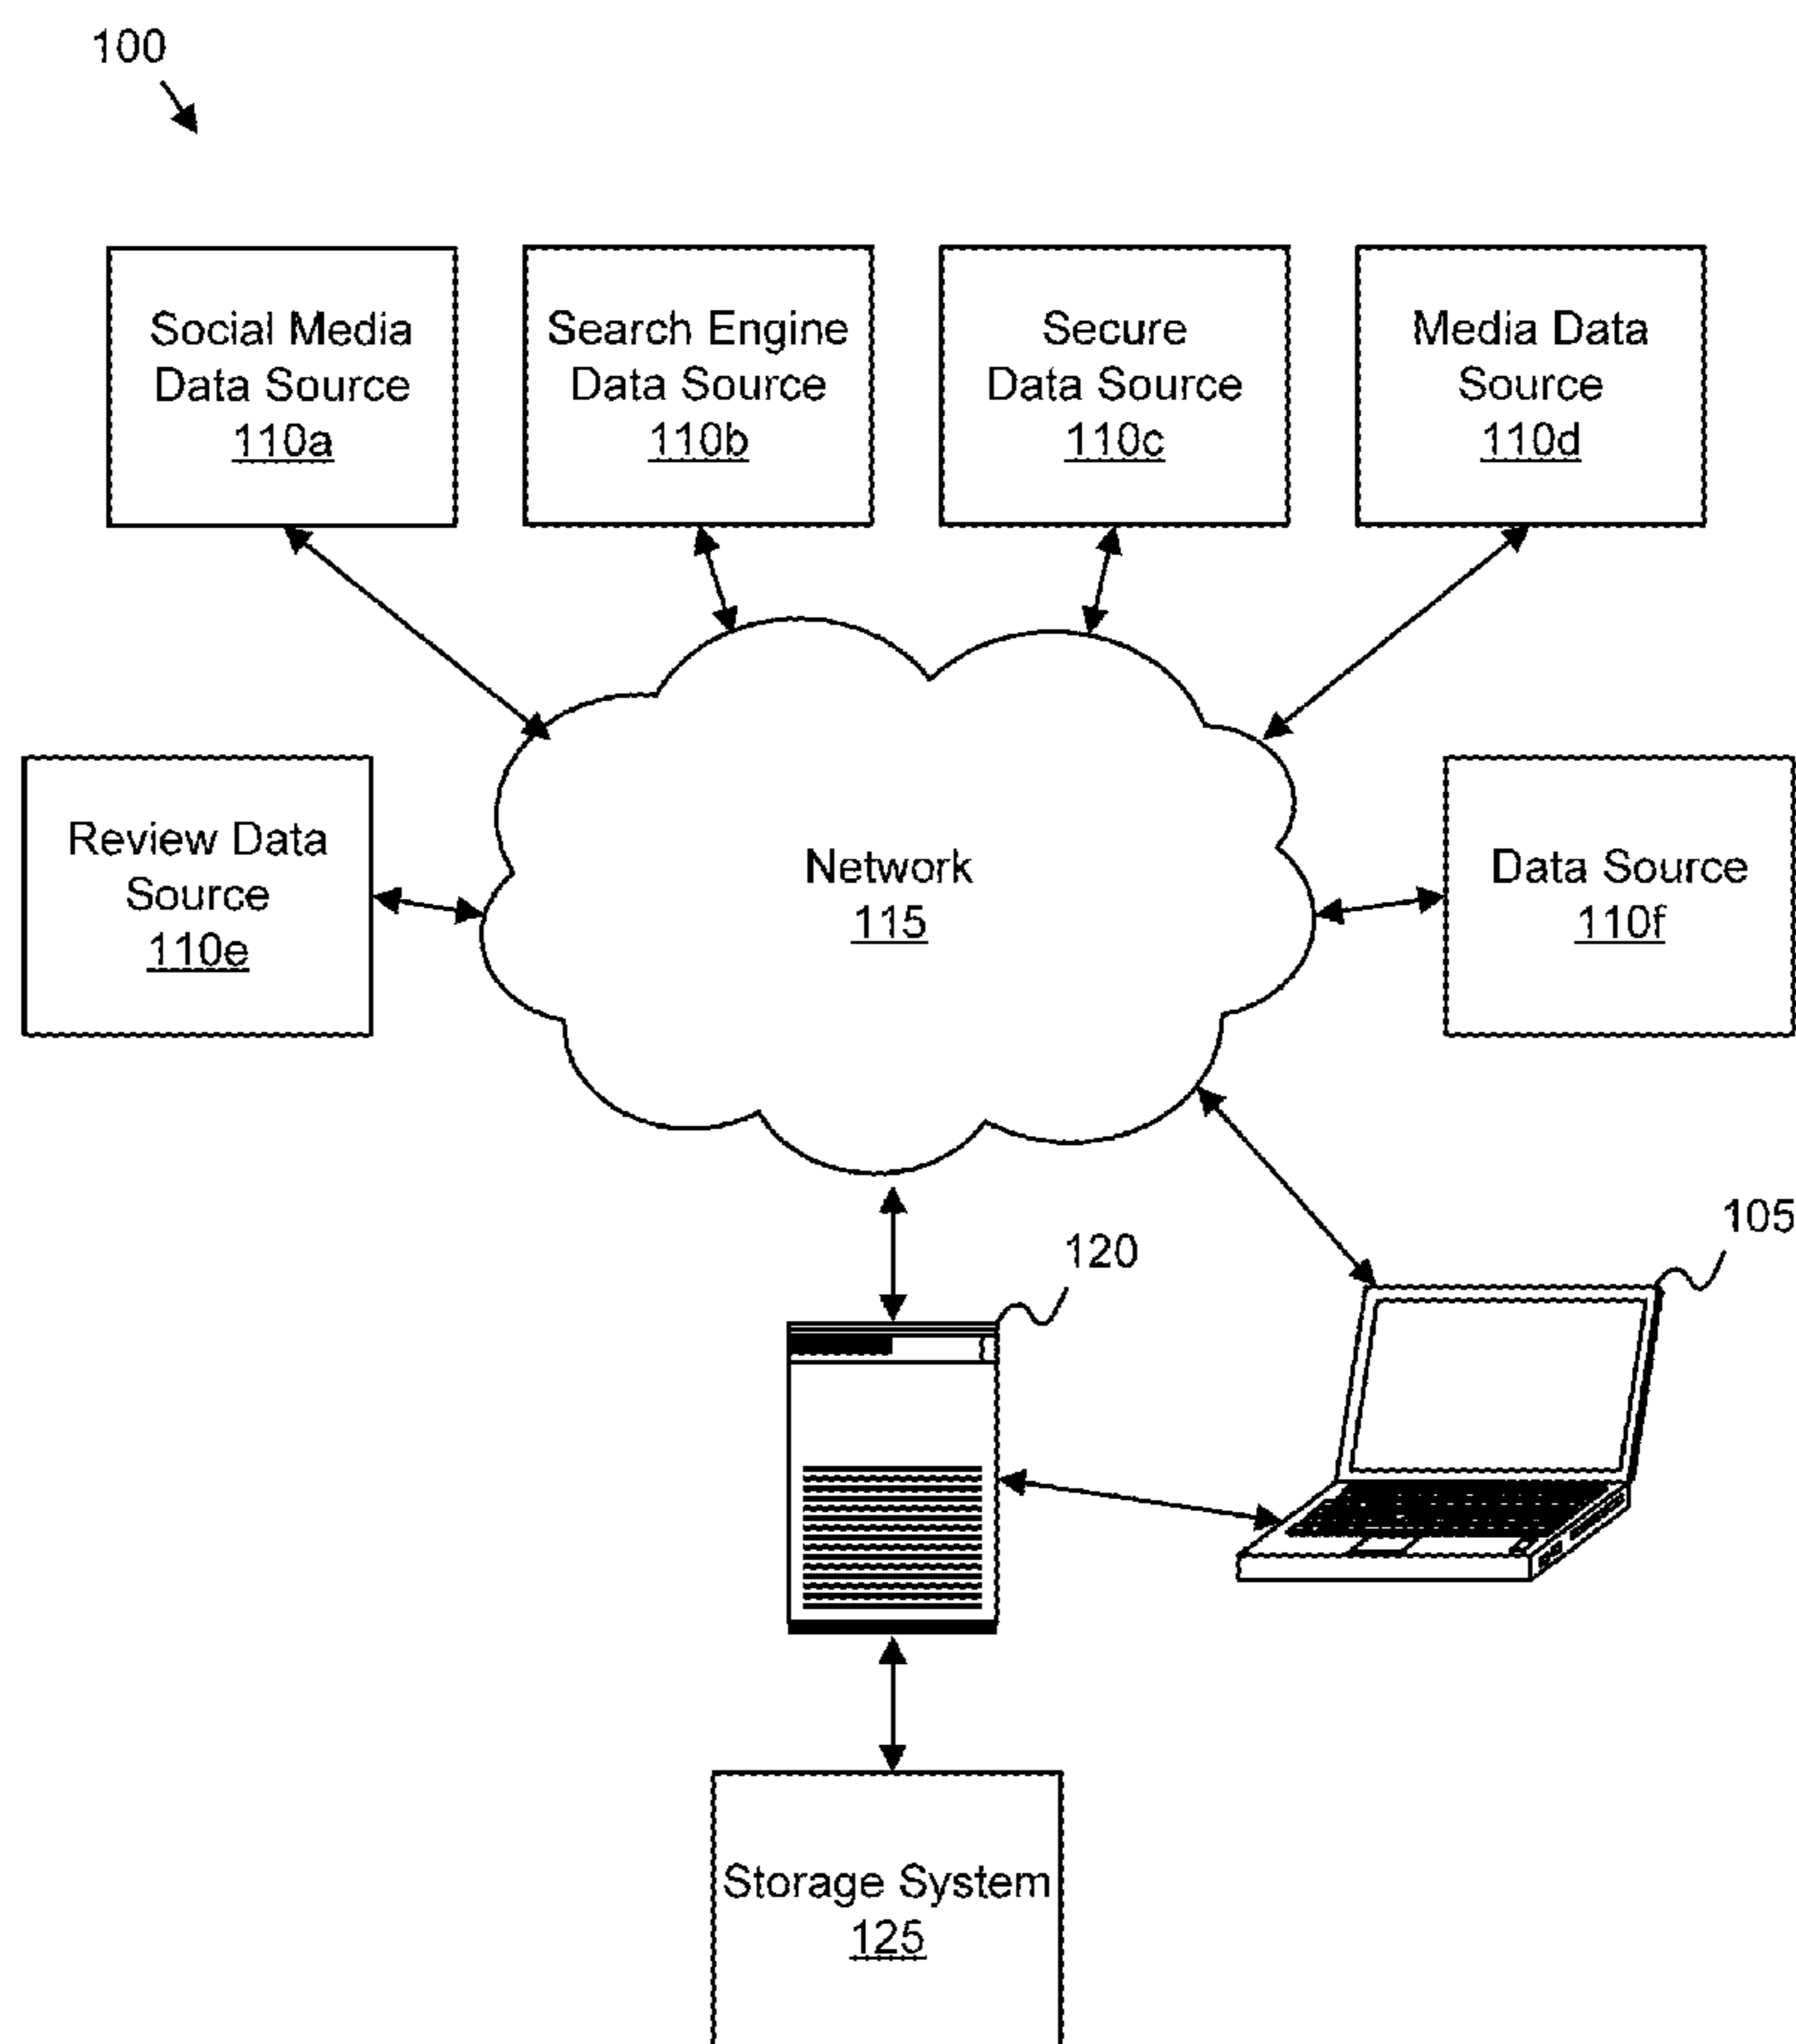 100
Social Media
Data Source
110a
Search Engine
Data Source
110b
Secure
Data Source
110c
Media Data
Source
110d
Review Data
Source
110e
Network
115
Data Source
110f
120
105
Storage System
125